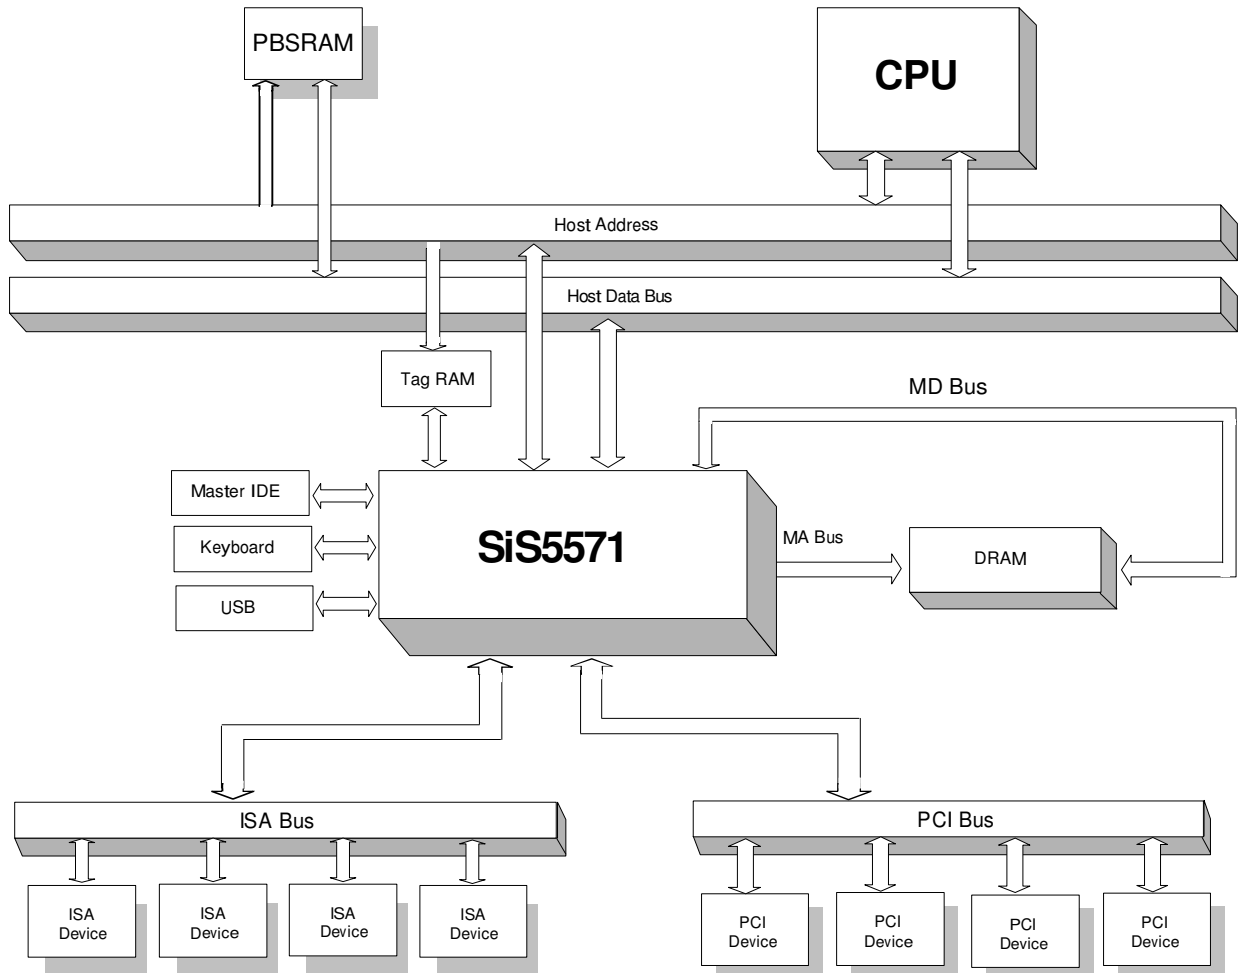 PBSRAM
CPU
Host Address
Host Data Bus
Tag RAM
MD Bus
Master IDE
Keyboard
USB
SiS5571
MA Bus
DRAM
ISA Bus
PCI Bus
ISA
Device
ISA
Device
ISA
Device
ISA
Device
PCI
Device
PCI
Device
PCI
Device
PCI
Device